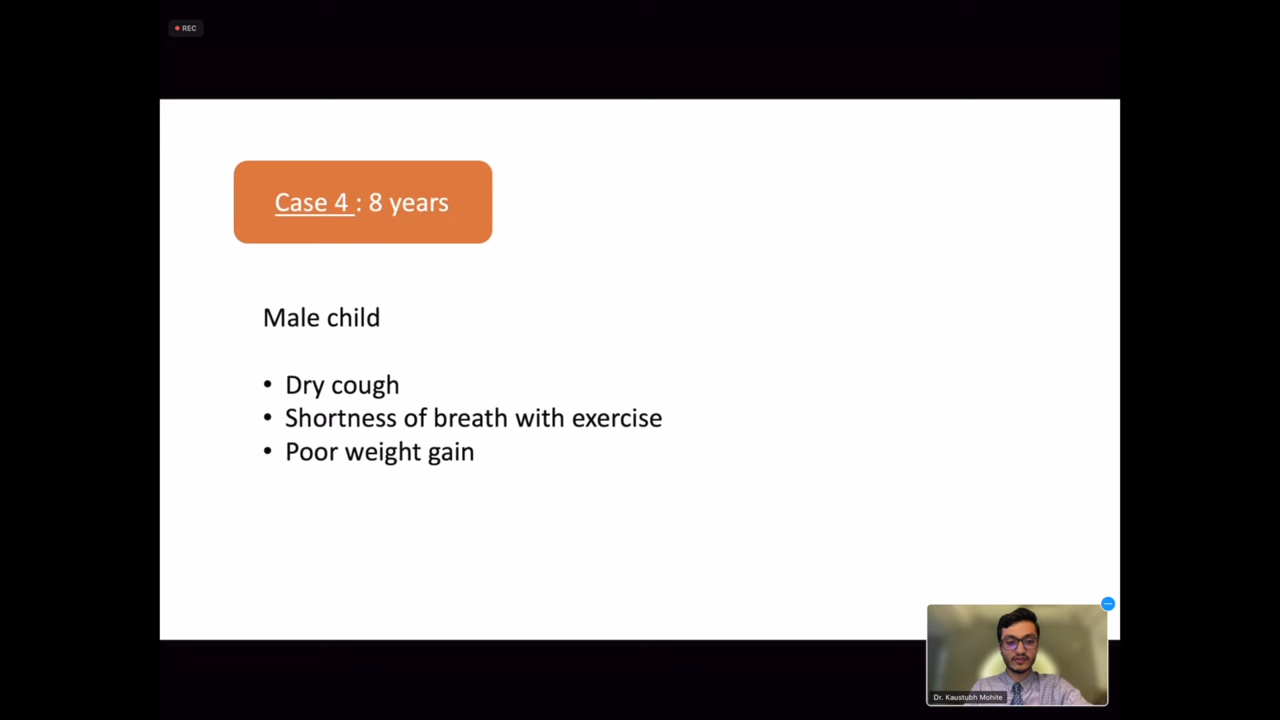 REC
Case 4 : 8 years
Male child
• Dry cough
• Shortness of breath with exercise
• Poor weight gain
Dr. Kaustubh Mohite